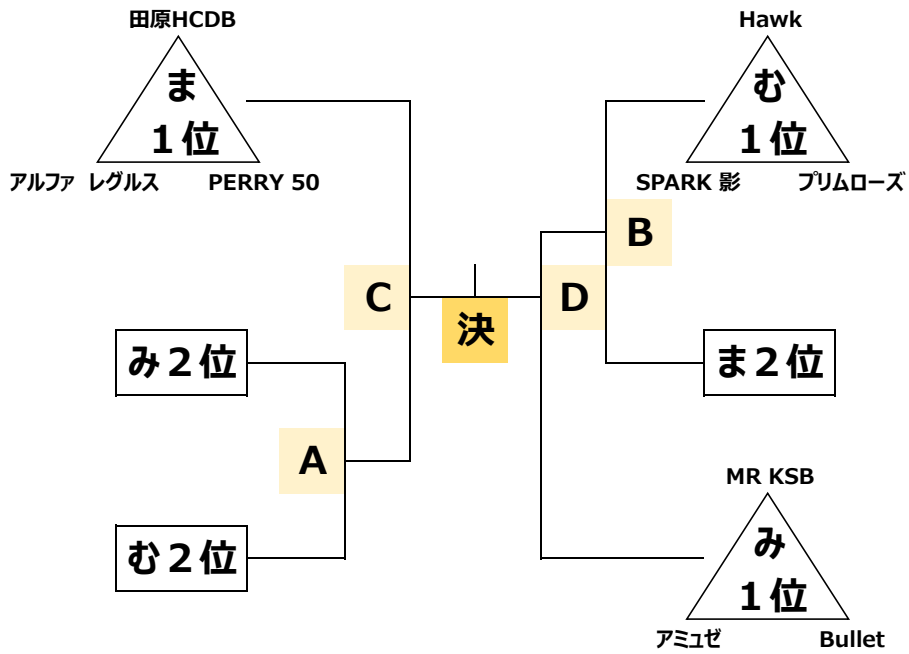 田原HCDB
ま
１位
アルファ レグルス
PERRY 50
Hawk
む
１位
SPARK 影
プリムローズ
B
C
決
D
み２位
ま２位
A
む２位
MR KSB
み
１位
アミュゼ
Bullet